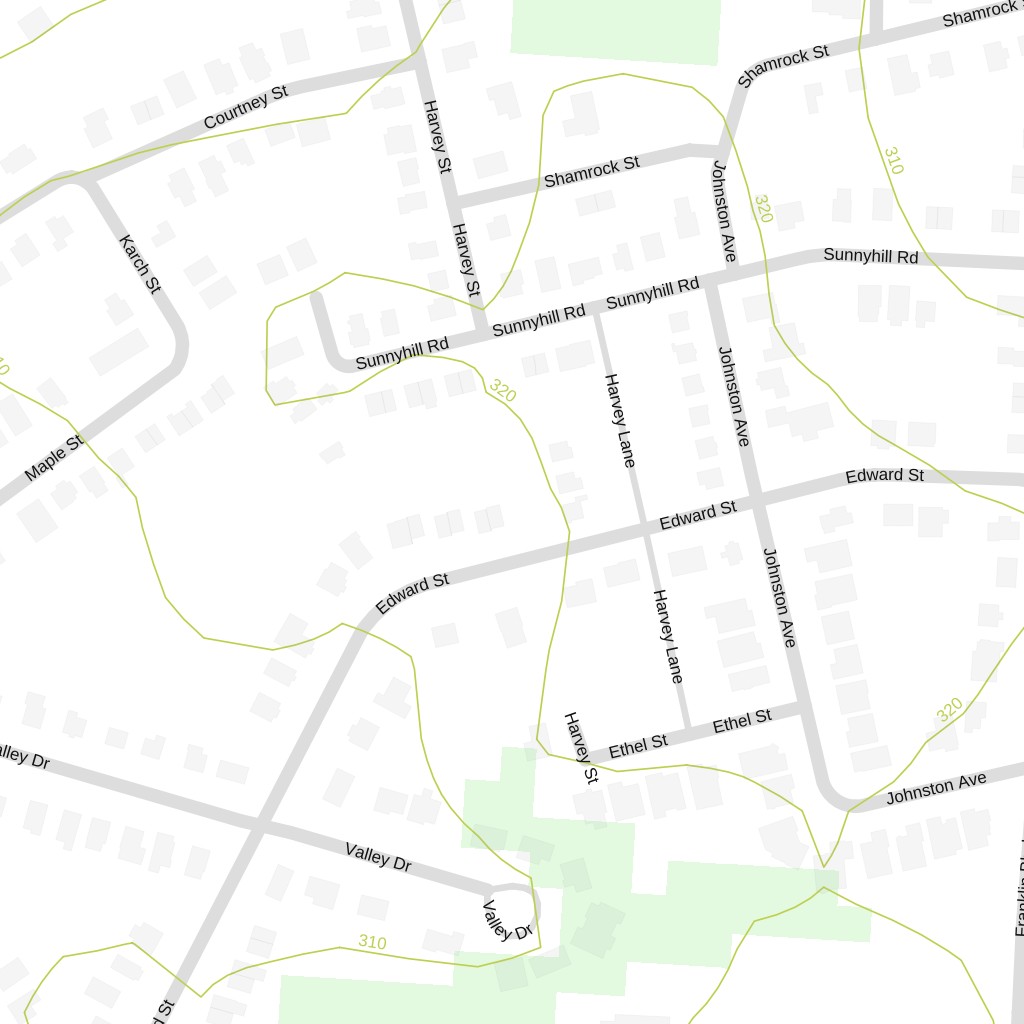 Shamrock S
Shamrock St
Courtney St
Harvey St
310
Shamrock St
Johnston Ave
320
Karch St
Harvey St
Sunnyhill Rd
Sunnyhill Rd
Sunnyhill Rd
Sunnyhill Rd
320
Johnston Ave
Harvey Lane
Maple St
Edward St
Edward St
Edward St
Johnston Ave
Harvey Lane
320
Harvey St
Ethel St
Ethel St
alley Dr
Johnston Ave
Valley Dr
Valley Dr
310
d St